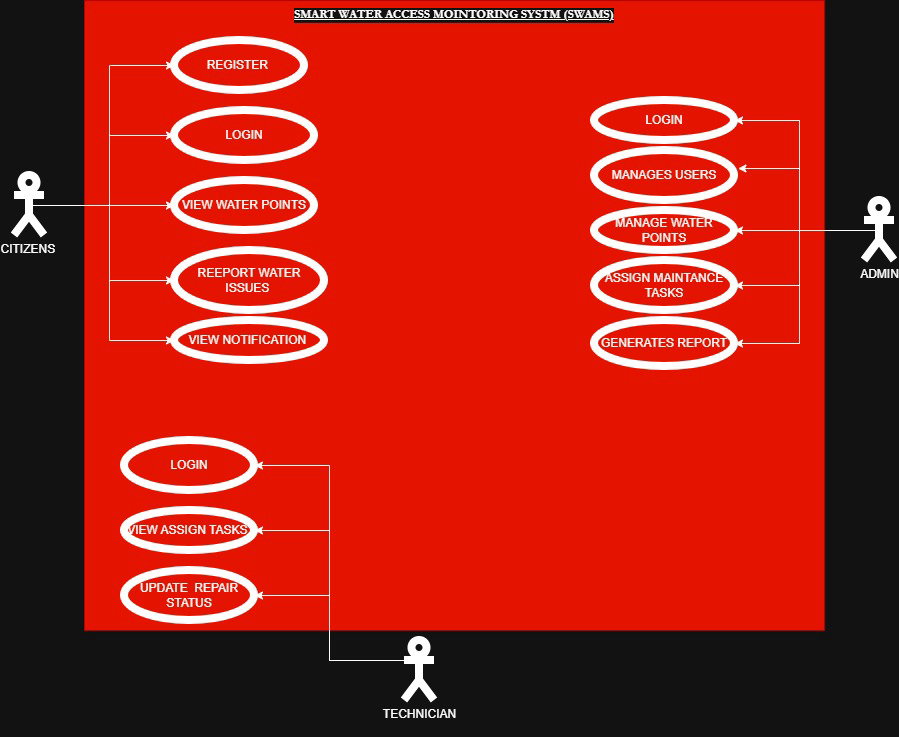 SMART WATER ACCESS MOINTORING SYSTM (SWAMS)
REGISTER
LOGIN
VIEW WATER POINTS
REEPORT WATER
ISSUES
VIEW NOTIFICATION
CITIZENS
LOGIN
MANAGES USERS
MANAGE WATER
POINTS
ASSIGN MAINTANCE
TASKS
GENERATES REPORT
ADMIN
LOGIN
VIEW ASSIGN TASKS
UPDATE REPAIR
STATUS
TECHNICIAN